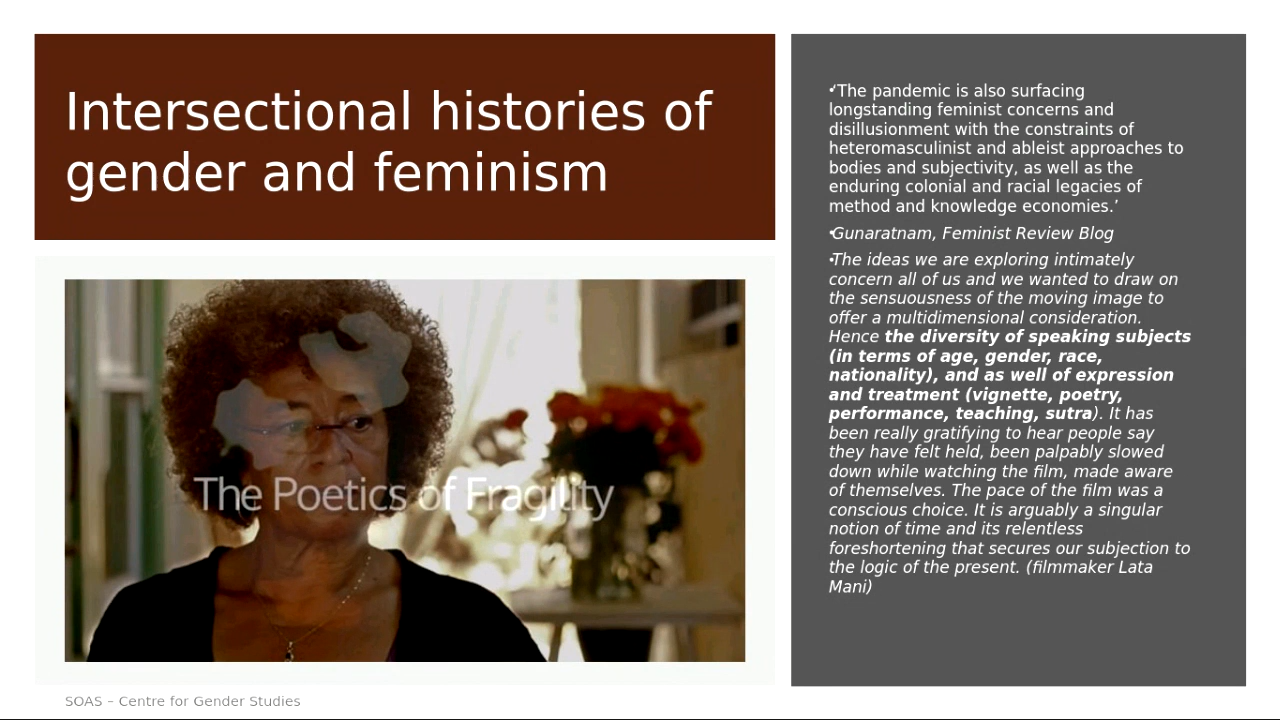 Intersectional histories of
gender and feminism
The Poetics of Fragility
SOAS – Centre for Gender Studies
•‘The pandemic is also surfacing
longstanding feminist concerns and
disillusionment with the constraints of
heteromasculinist and ableist approaches to
bodies and subjectivity, as well as the
enduring colonial and racial legacies of
method and knowledge economies.’
•Gunaratnam, Feminist Review Blog
•The ideas we are exploring intimately
concern all of us and we wanted to draw on
the sensuousness of the moving image to
offer a multidimensional consideration.
Hence the diversity of speaking subjects
(in terms of age, gender, race,
nationality), and as well of expression
and treatment (vignette, poetry,
performance, teaching, sutra). It has
been really gratifying to hear people say
they have felt held, been palpably slowed
down while watching the film, made aware
of themselves. The pace of the film was a
conscious choice. It is arguably a singular
notion of time and its relentless
foreshortening that secures our subjection to
the logic of the present. (filmmaker Lata
Mani)